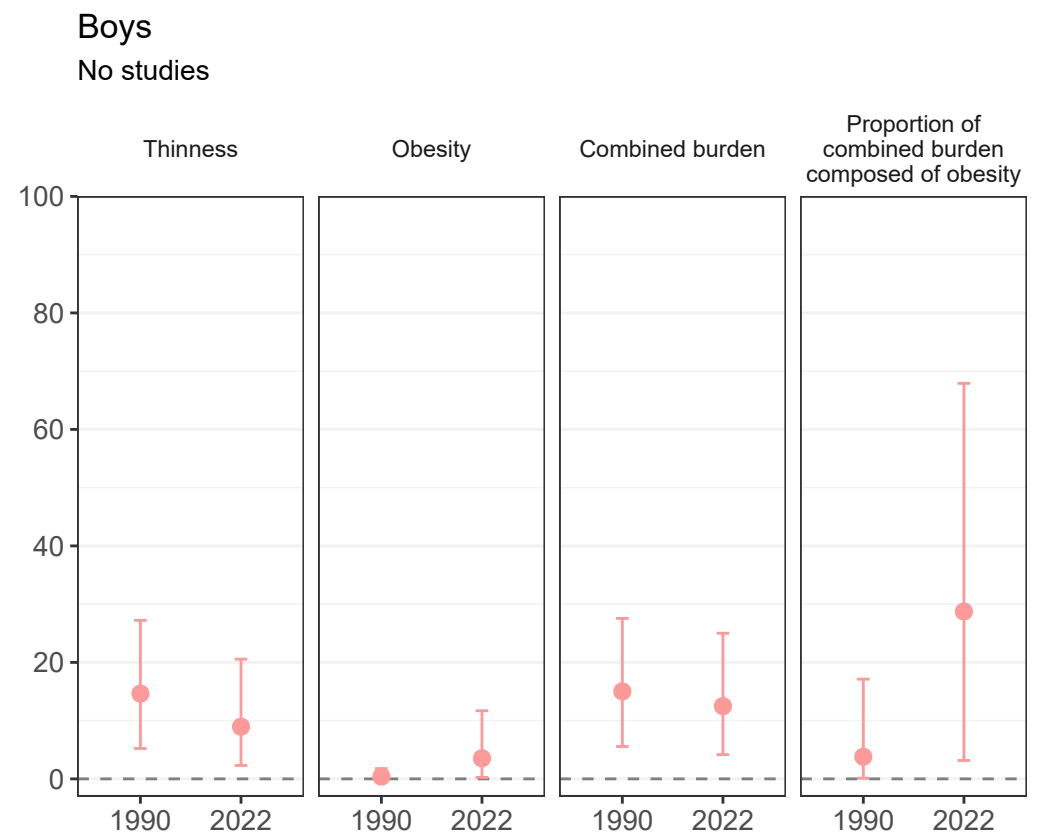 Boys
No studies
Thinness
Obesity
Combined burden
Proportion of
combined burden
composed of obesity
100
80
60
40
20
0
1990 2022
1990 2022
1990 2022
1990 2022